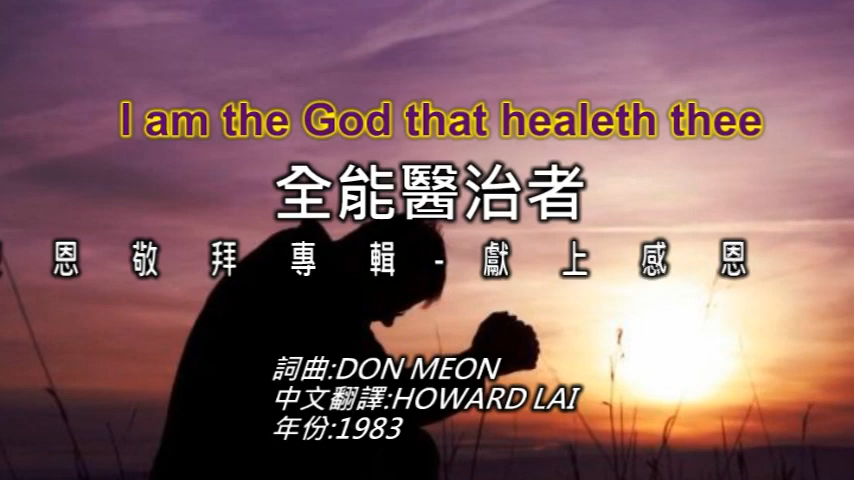 I am the God that healeth thee
全能醫治者
恩敬拜專輯-獻上感恩
詞曲:DON MEON
中文翻譯:HOWARD LAI
年份:1983